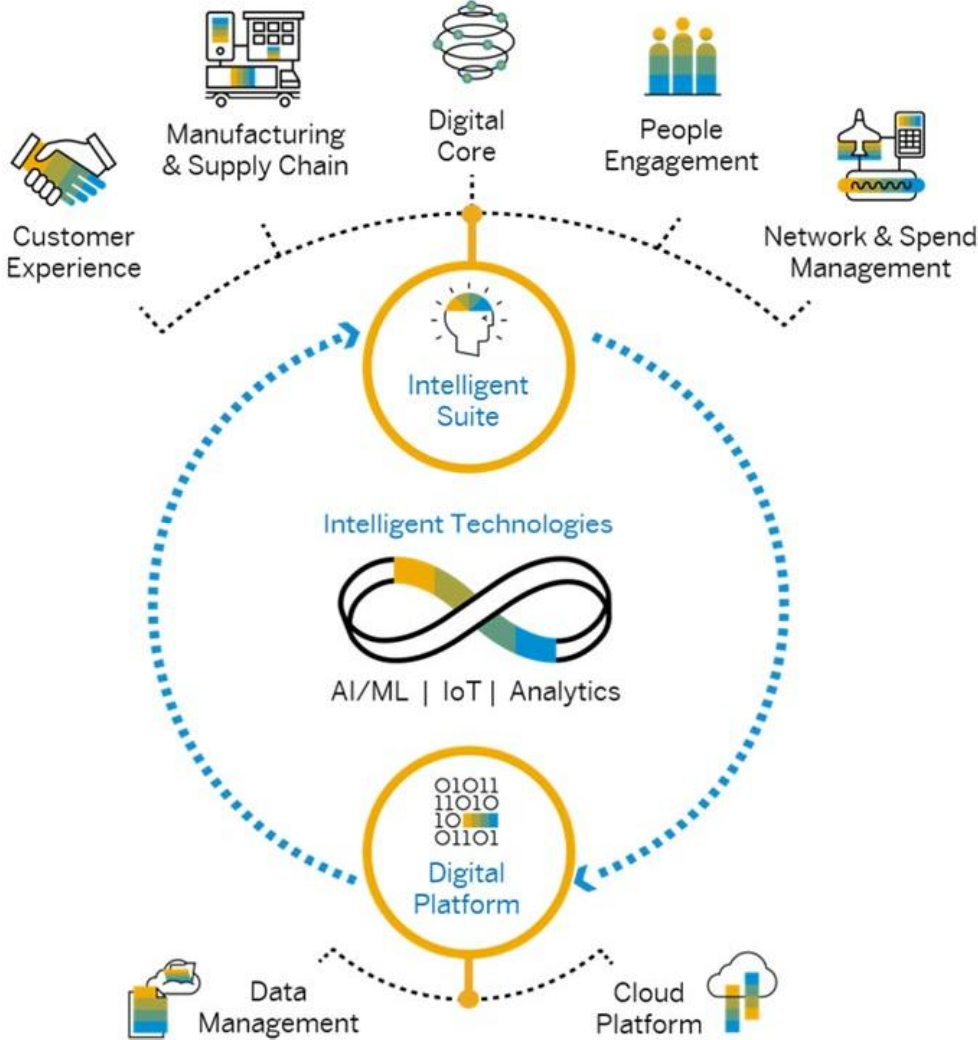 Digital
Core
Manufacturing
& Supply Chain
People
Engagement
Customer
Experience
Network & Spend
Management
Intelligent
Suite
Intelligent Technologies
AI/ML | IoT | Analytics
01011
11010
10
01101
Digital
Platform
Data
Management
Cloud
Platform